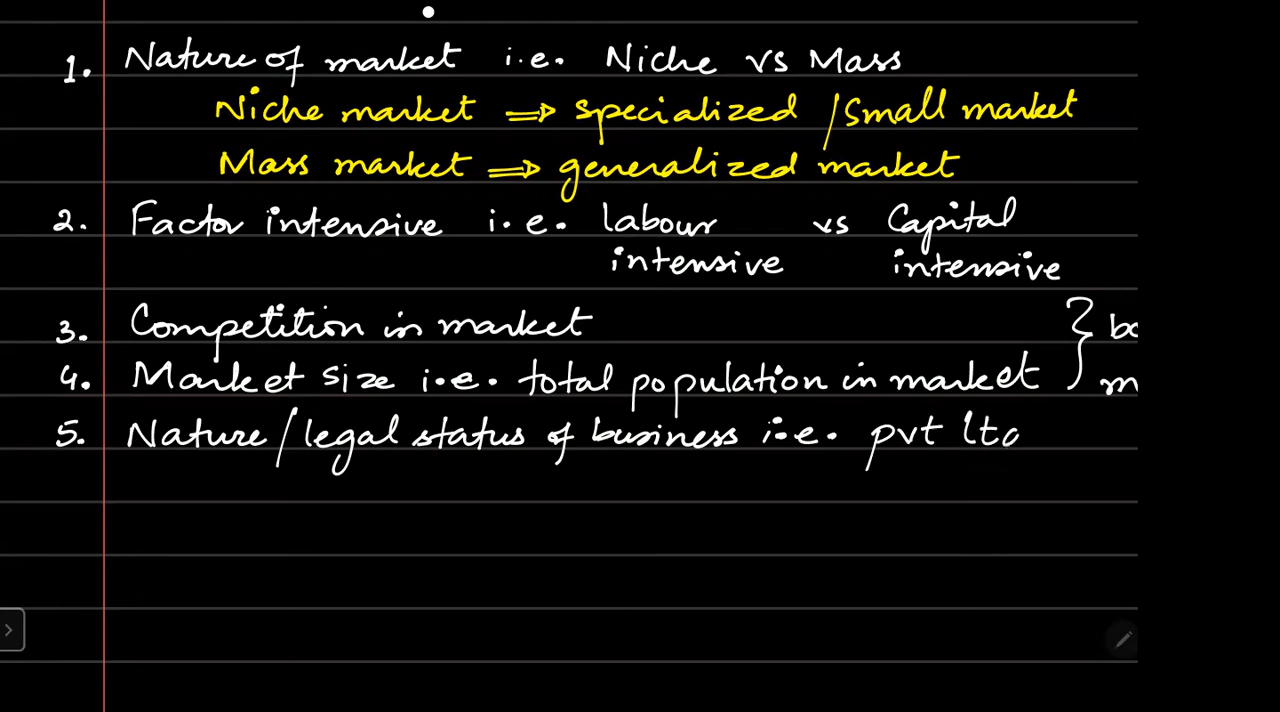 1. Nature of market i.e. Niche vs Mass
Niche market ⇒ specialized / Small market
Mass market ⇒ generalized market
2. Factor intensive i.e. labour intensive vs Capital intensive
3. Competition in market
4. Market size i.e. total population in market
5. Nature / legal status of business i.e. pvt